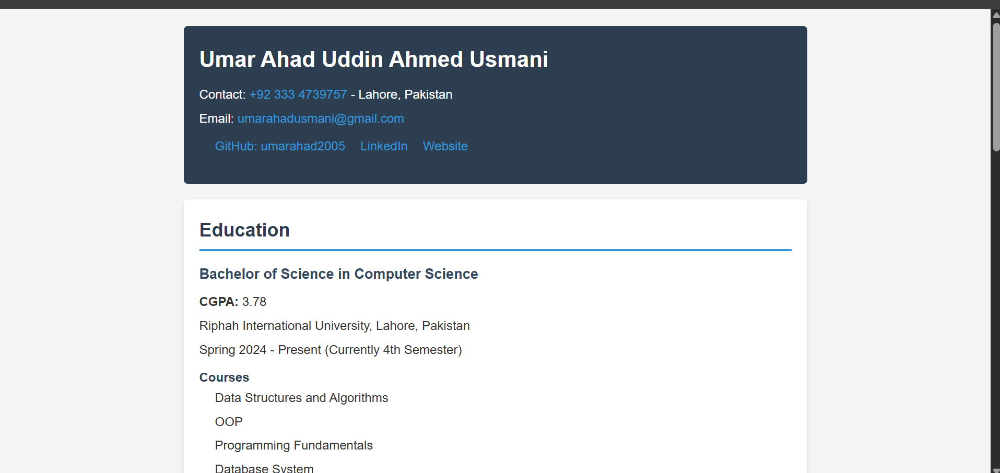 Umar Ahad Uddin Ahmed Usmani
Contact: +92 333 4739757 - Lahore, Pakistan
Email: umarahadusmani@gmail.com
GitHub: umarahad2005 LinkedIn Website
Education
Bachelor of Science in Computer Science
CGPA: 3.78
Riphah International University, Lahore, Pakistan
Spring 2024 - Present (Currently 4th Semester)
Courses
Data Structures and Algorithms
OOP
Programming Fundamentals
Database System